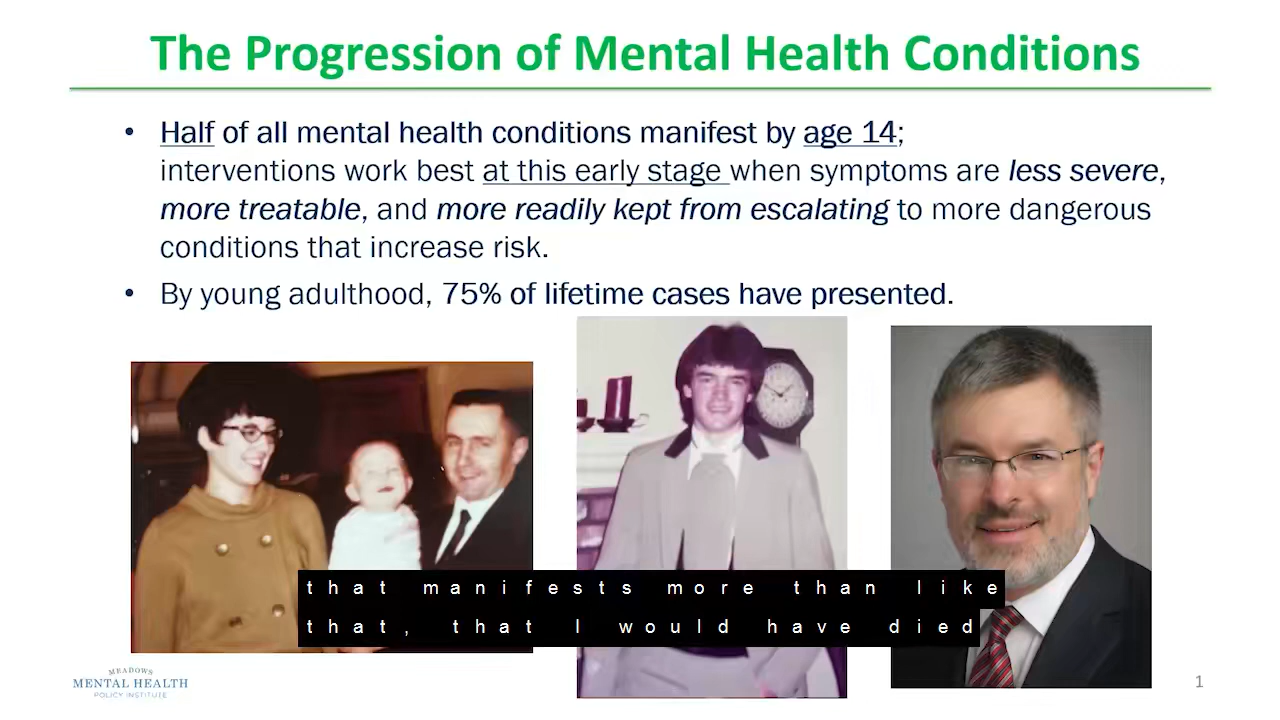 The Progression of Mental Health Conditions
• Half of all mental health conditions manifest by age 14;
interventions work best at this early stage when symptoms are less severe,
more treatable, and more readily kept from escalating to more dangerous
conditions that increase risk.
• By young adulthood, 75% of lifetime cases have presented.
that manifests more than like
that, that I would have died
MEADOWS
MENTAL HEALTH
POLICY INSTITUTE
1